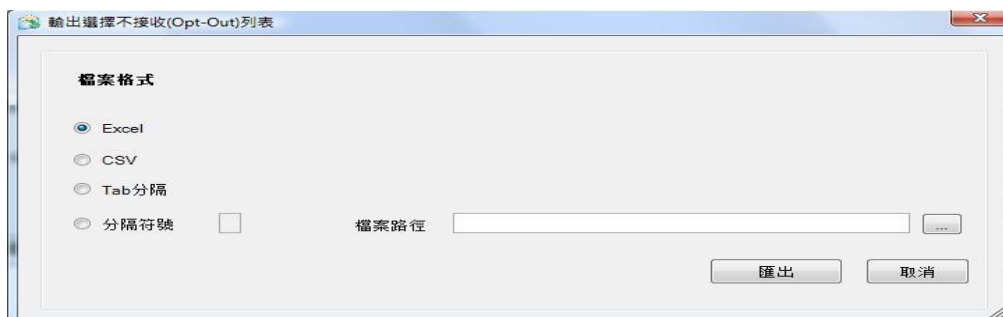 輸出選擇不接收(Opt-Out)列表
檔案格式
Excel
CSV
Tab分隔
分隔符號 檔案路徑 ...
匯出 取消